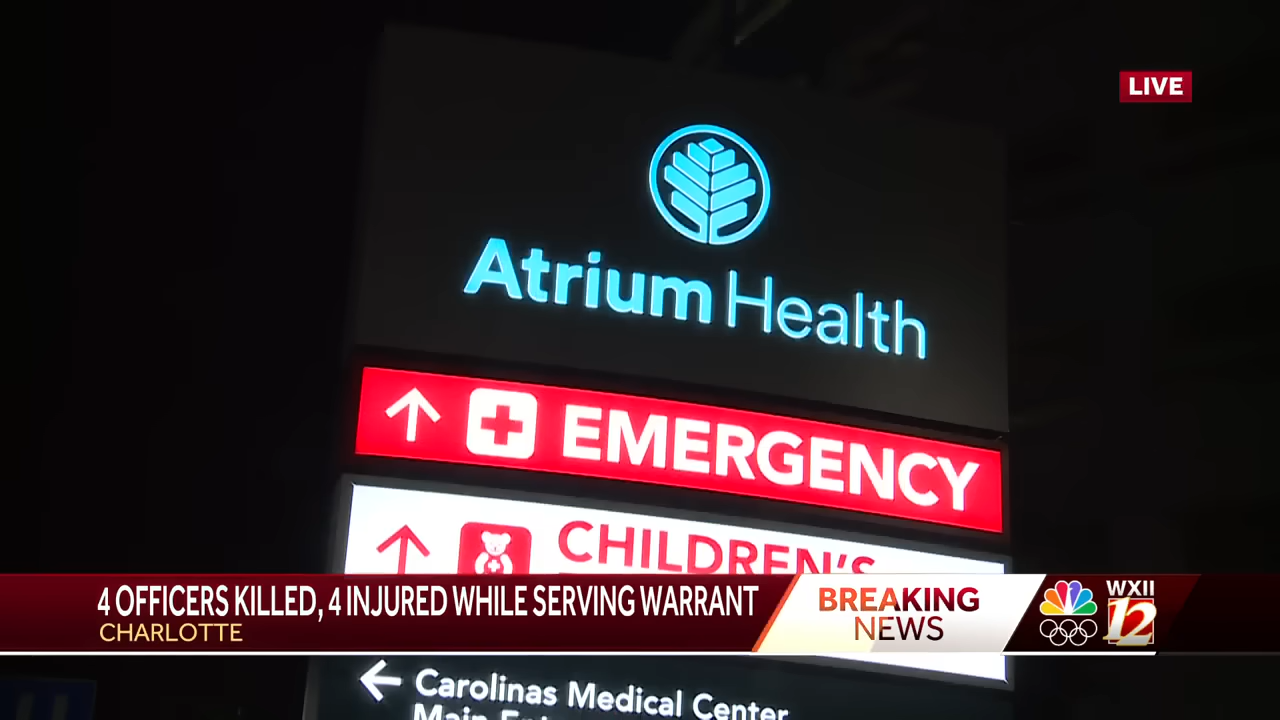 LIVE
Atrium Health
EMERGENCY
CHILDREN'S
4 OFFICERS KILLED, 4 INJURED WHILE SERVING WARRANT
CHARLOTTE
BREAKING
NEWS
WXII
12
Carolinas Medical Center
Main